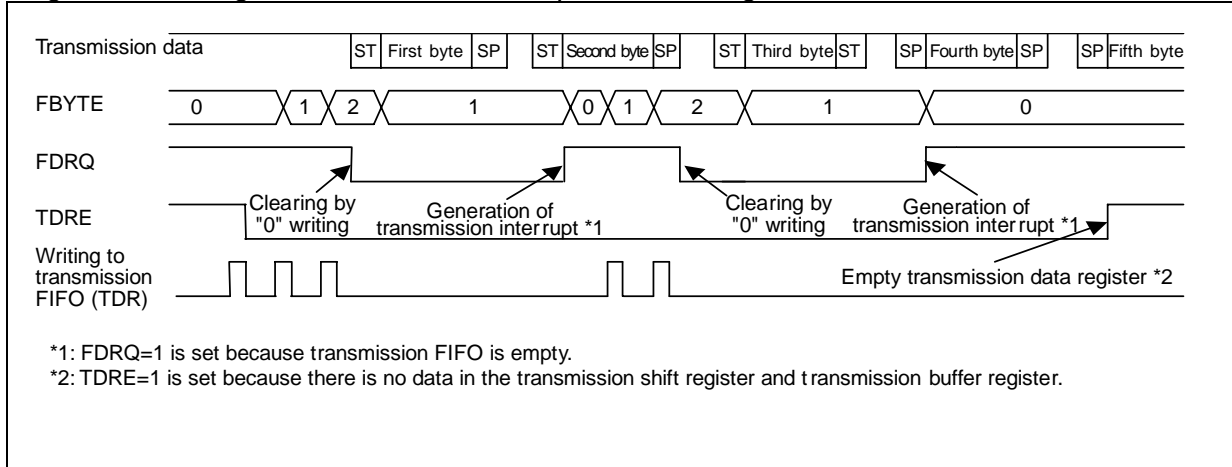 Transmission data ST First byte SP ST Second byte SP ST Third byte ST SP Fourth byte SP SP Fifth byte
FBYTE 0 1 2 1 0 1 2 1 0
FDRQ
Clearing by "0" writing
Generation of transmission interrupt *1
Clearing by "0" writing
Generation of transmission interrupt *1
TDRE
Writing to
transmission
FIFO (TDR)
Empty transmission data register *2
*1: FDRQ=1 is set because transmission FIFO is empty.
*2: TDRE=1 is set because there is no data in the transmission shift register and transmission buffer register.